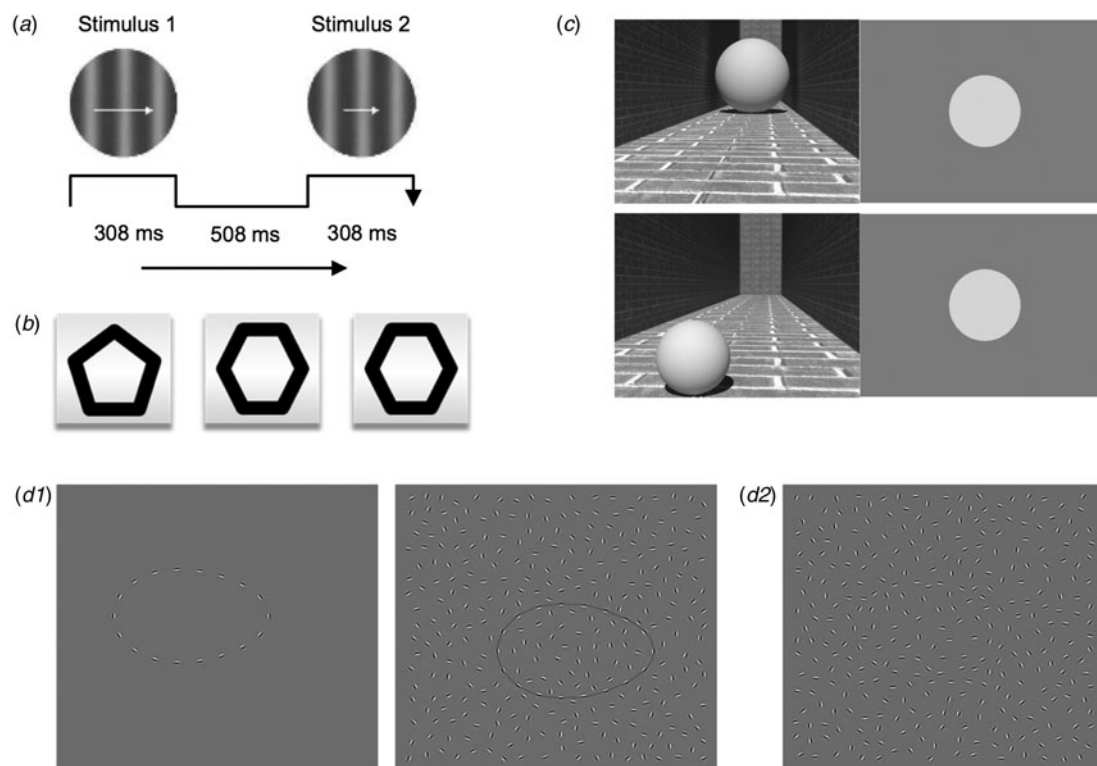 (a)
Stimulus 1 Stimulus 2
308 ms 508 ms 308 ms
(b)
(c)
(d1)
(d2)